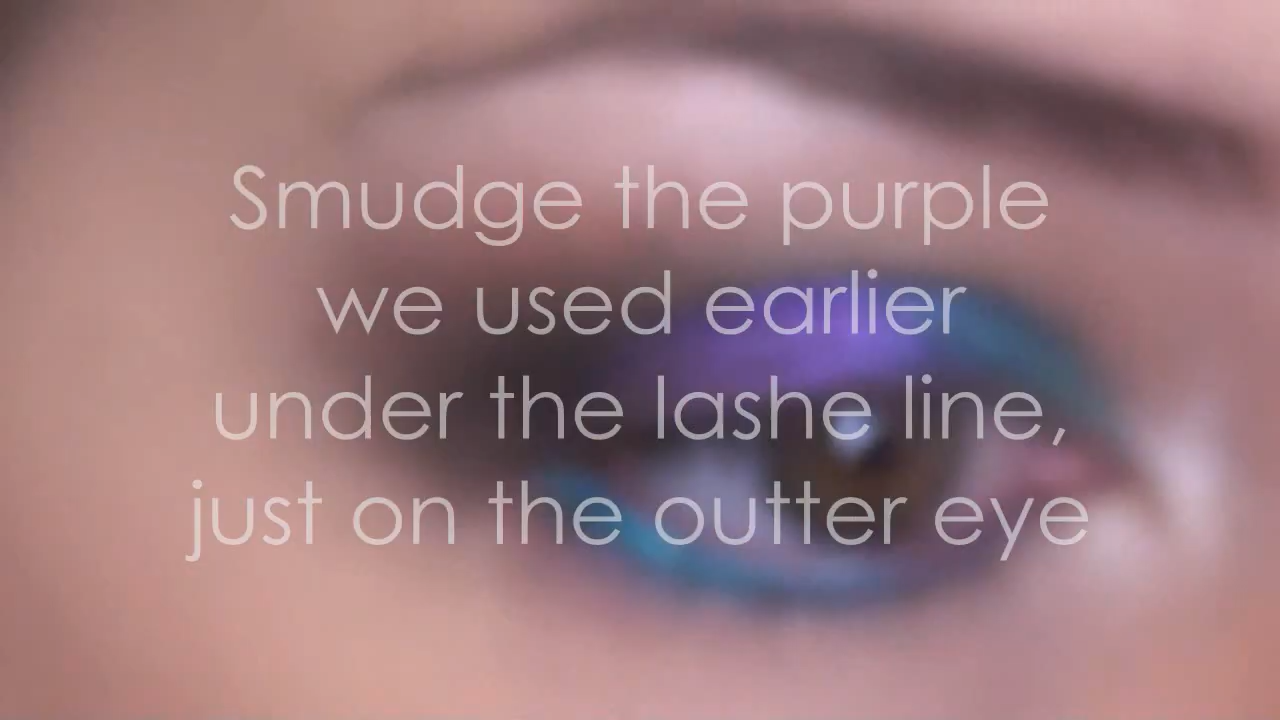 Smudge the purple
we used earlier
under the lashe line,
just on the outter eye